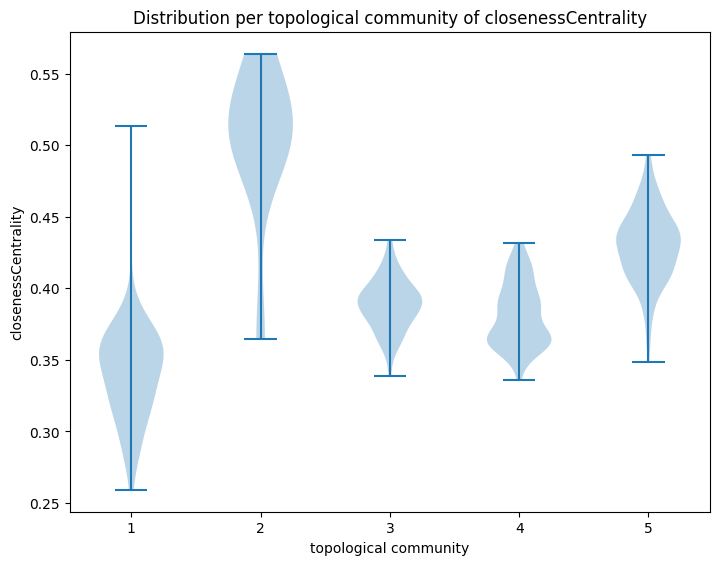 Distribution per topological community of closenessCentrality
closenessCentrality
0.55
0.50
0.45
0.40
0.35
0.30
0.25
1 2 3 4 5
topological community